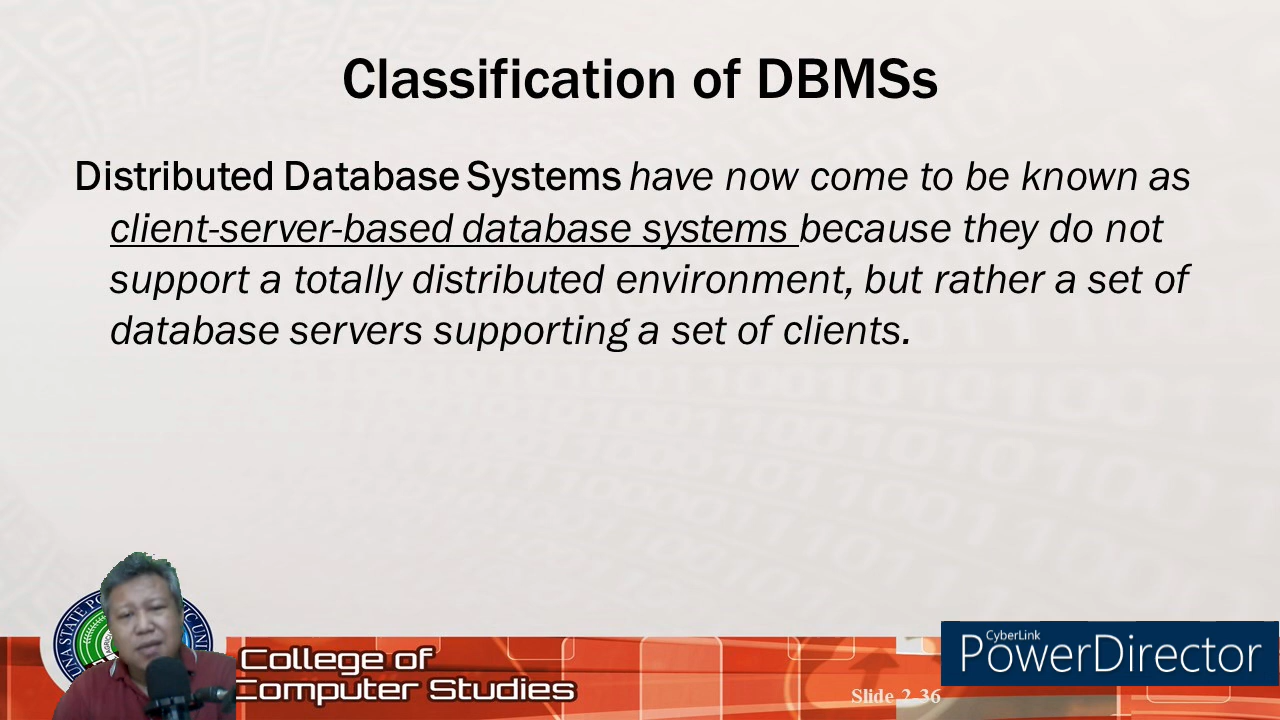 Classification of DBMSs
Distributed Database Systems have now come to be known as
client-server-based database systems because they do not
support a totally distributed environment, but rather a set of
database servers supporting a set of clients.
College of
Computer Studies
CyberLink
PowerDirector
Slide 2-36